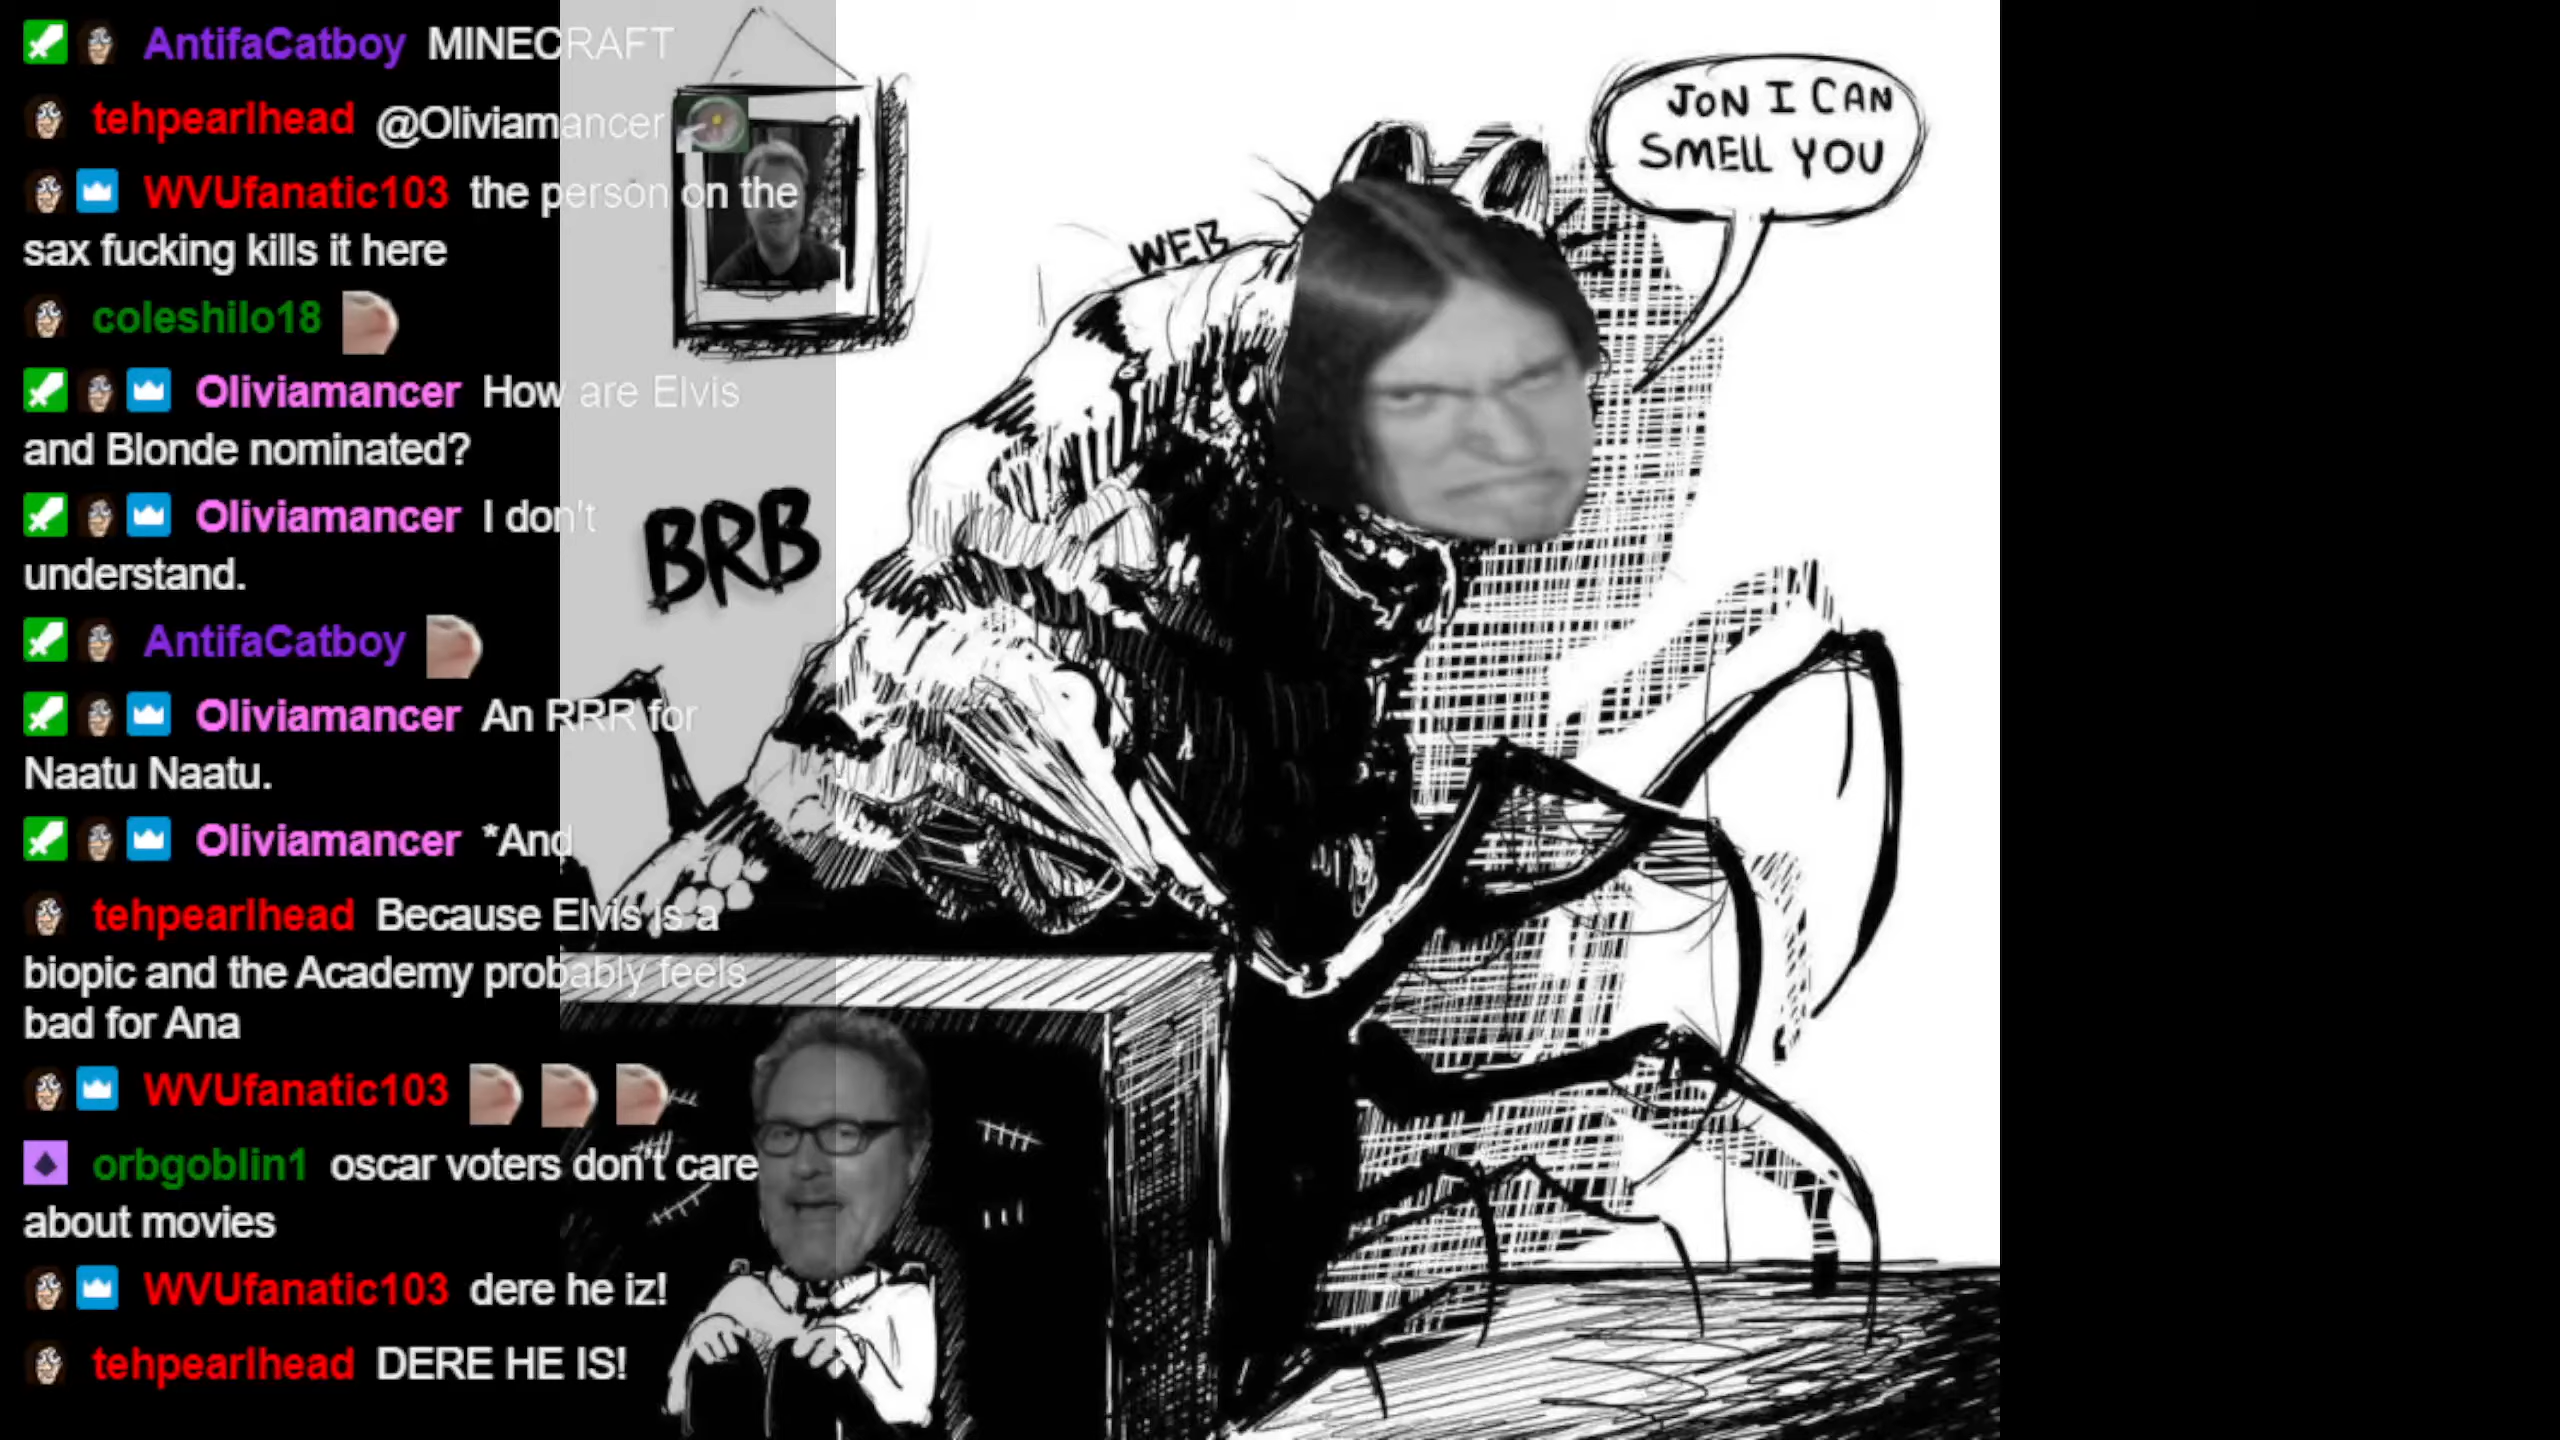 AntifaCatboy MINECRAFT
tehpearlhead @Oliviamancer
WVUfanatic103 the person on the
sax fucking kills it here
coleshilo18
Oliviamancer How are Elvis
and Blonde nominated?
Oliviamancer I don't
understand.
AntifaCatboy
Oliviamancer An RRR for
Naatu Naatu.
Oliviamancer *And
tehpearlhead Because Elvis is a
biopic and the Academy probably feels
bad for Ana
WVUfanatic103
orbgoblin1 oscar voters don't care
about movies
WVUfanatic103 dere he iz!
tehpearlhead DERE HE IS!
BRB
WEB
JON I CAN
SMELL YOU